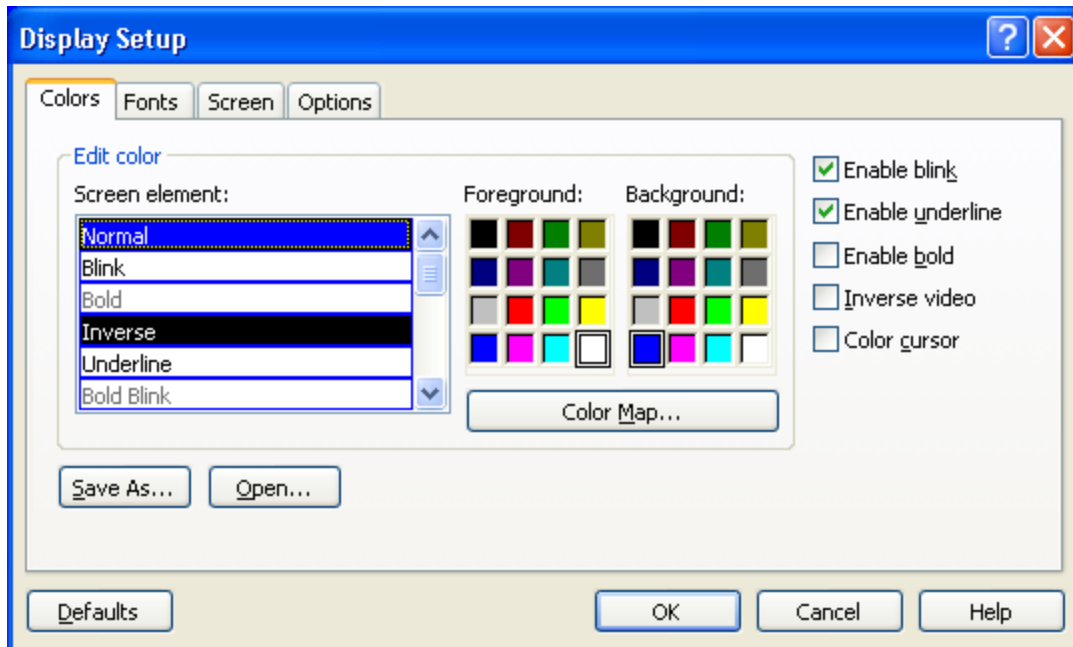 Display Setup
Colors Fonts Screen Options
Edit color
Screen element:
Foreground:
Background:
Normal
Blink
Bold
Inverse
Underline
Bold Blink
Color Map...
Enable blink
Enable underline
Enable bold
Inverse video
Color cursor
Save As... Open...
Defaults OK Cancel Help